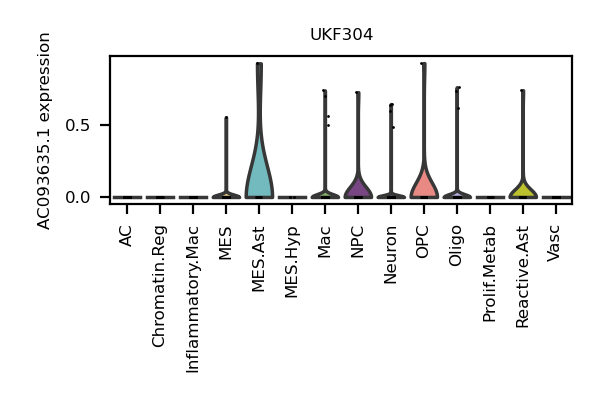 UKF304
AC093635.1 expression
0.5
0.0
AC
Chromatin.Reg
Inflammatory.Mac
MES
MES.Ast
MES.Hyp
Mac
NPC
Neuron
OPC
Oligo
Prolif.Metab
Reactive.Ast
Vasc